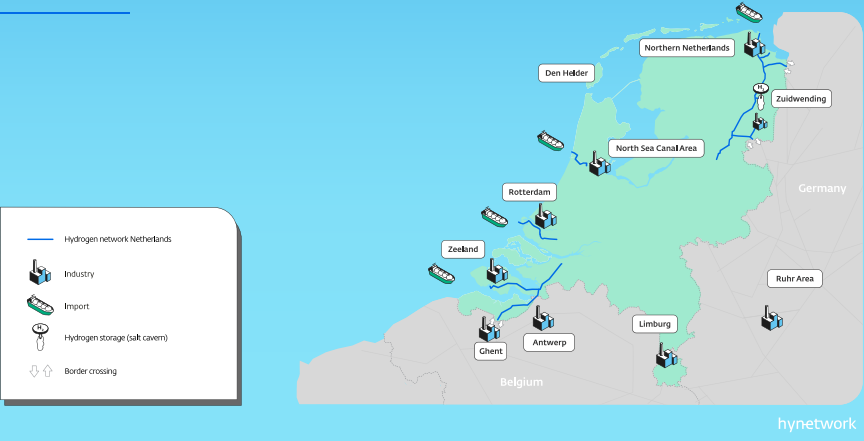 Northern Netherlands
Den Helder
H₂
Zuidwending
North Sea Canal Area
Germany
Rotterdam
Zeeland
Ruhr Area
Limburg
Antwerp
Ghent
Belgium
Hydrogen network Netherlands
Industry
Import
H₂
Hydrogen storage (salt cavern)
Border crossing
hynetwork